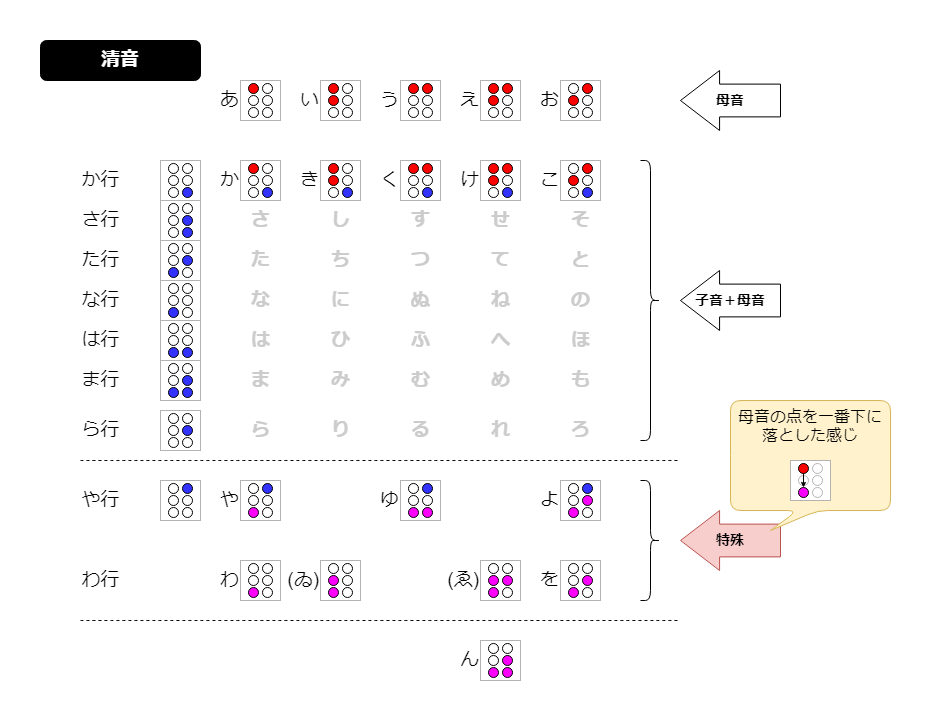 清音
あ い う え お
母音
か行 か き く け こ
さ行 さ し す せ そ
た行 た ち つ て と
な行 な に ぬ ね の
子音＋母音
は行 は ひ ふ へ ほ
ま行 ま み む め も
ら行 ら り る れ ろ
母音の点を一番下に
落とした感じ
や行 や ゆ よ
特殊
わ行 わ (ゐ) (ゑ) を
ん